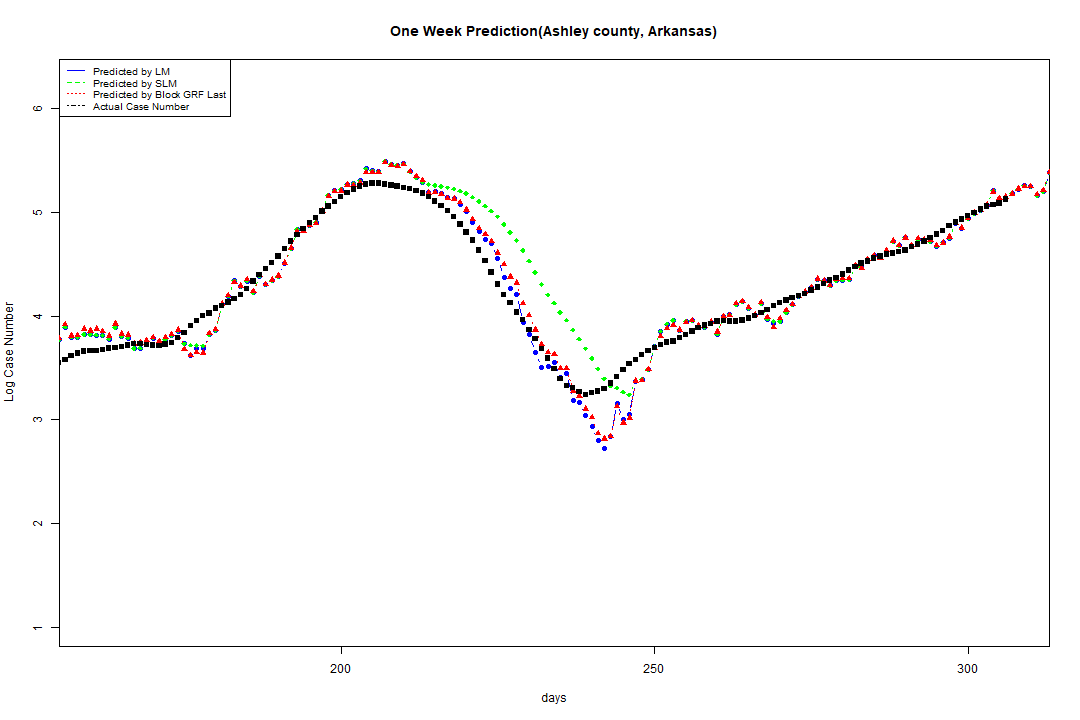 One Week Prediction(Ashley county, Arkansas)
Predicted by LM
Predicted by SLM
Predicted by Block GRF Last
Actual Case Number
6
5
4
3
2
1
Log Case Number
200 250 300
days